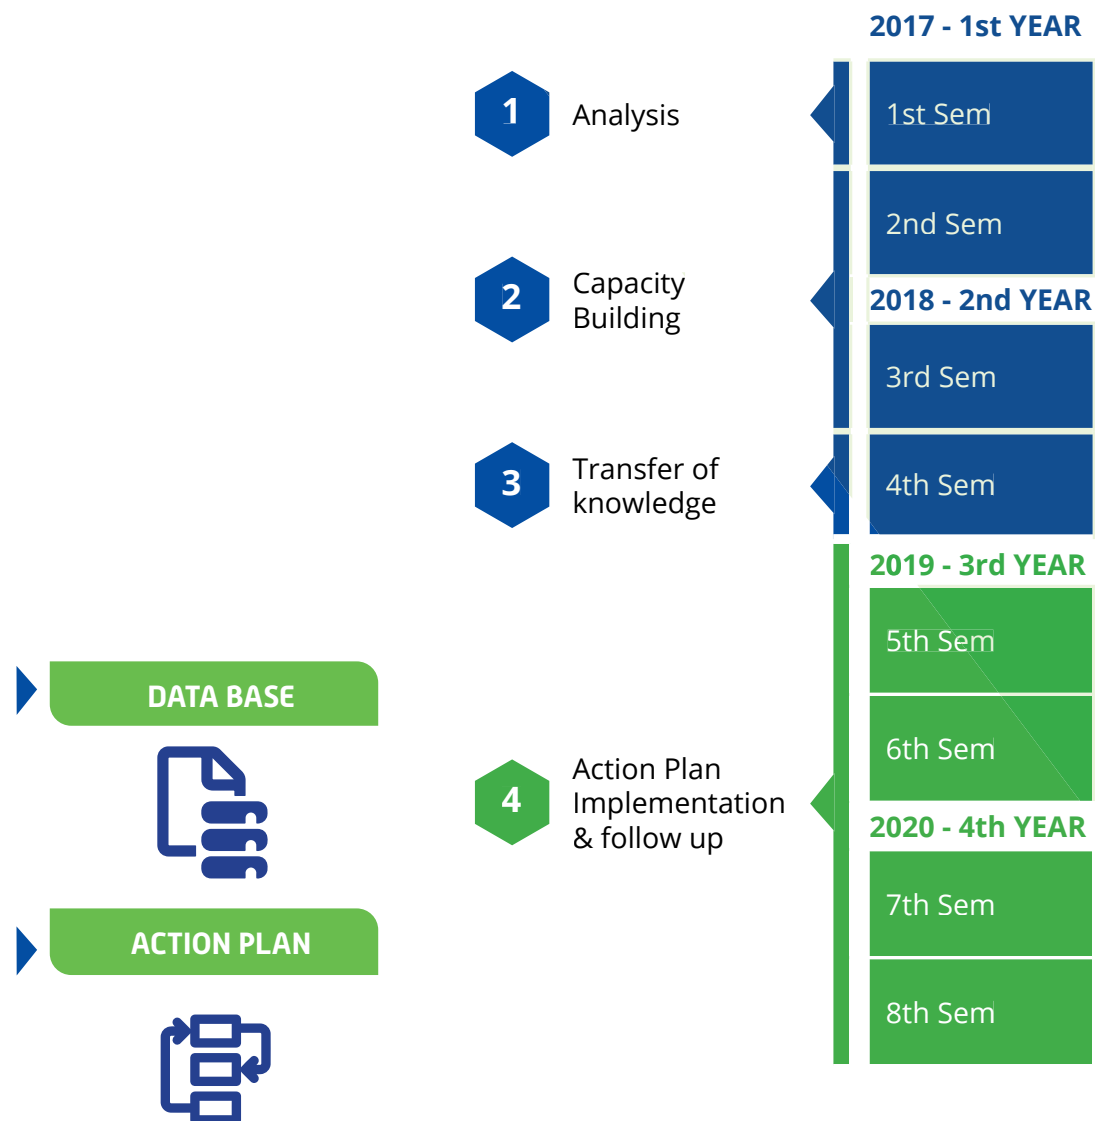 2017 - 1st YEAR
1
Analysis
1st Sem
2nd Sem
2
Capacity
Building
2018 - 2nd YEAR
3rd Sem
3
Transfer of
knowledge
4th Sem
2019 - 3rd YEAR
5th Sem
DATA BASE
6th Sem
4
Action Plan
Implementation
& follow up
2020 - 4th YEAR
7th Sem
ACTION PLAN
8th Sem